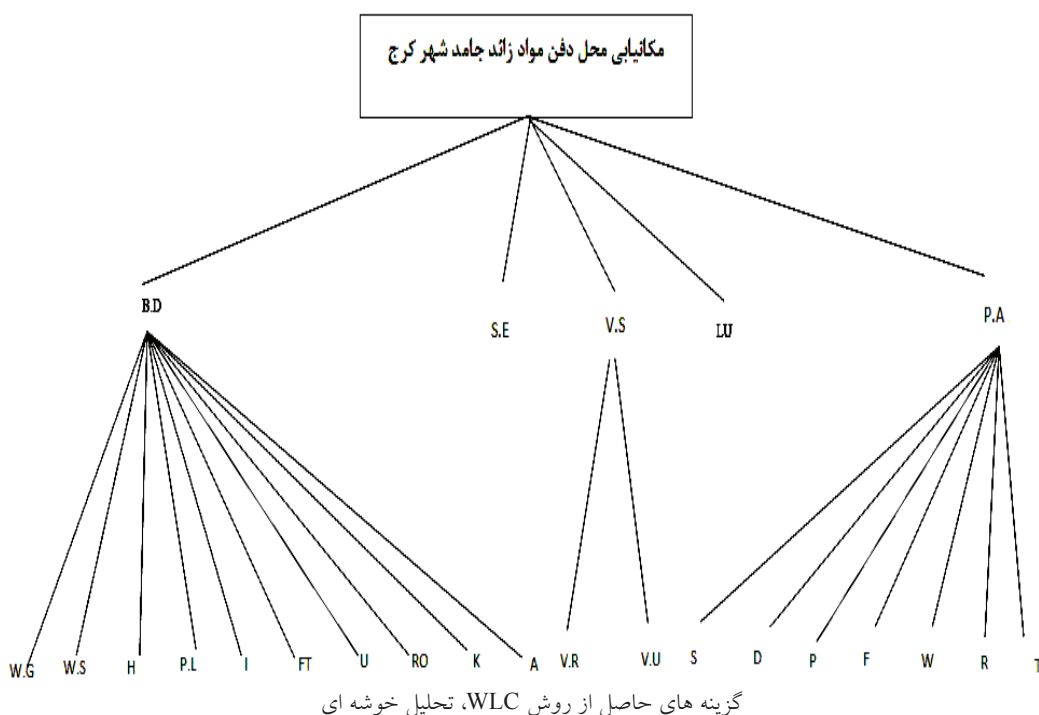 مکانیابی محل دفن مواد زائد جامد شهر کرج
B.D S.E V.S LU P.A
W.G W.S H P.L I FT U RO K A V.R V.U S D P F W R T
گزینه های حاصل از روش WLC، تحلیل خوشه ای